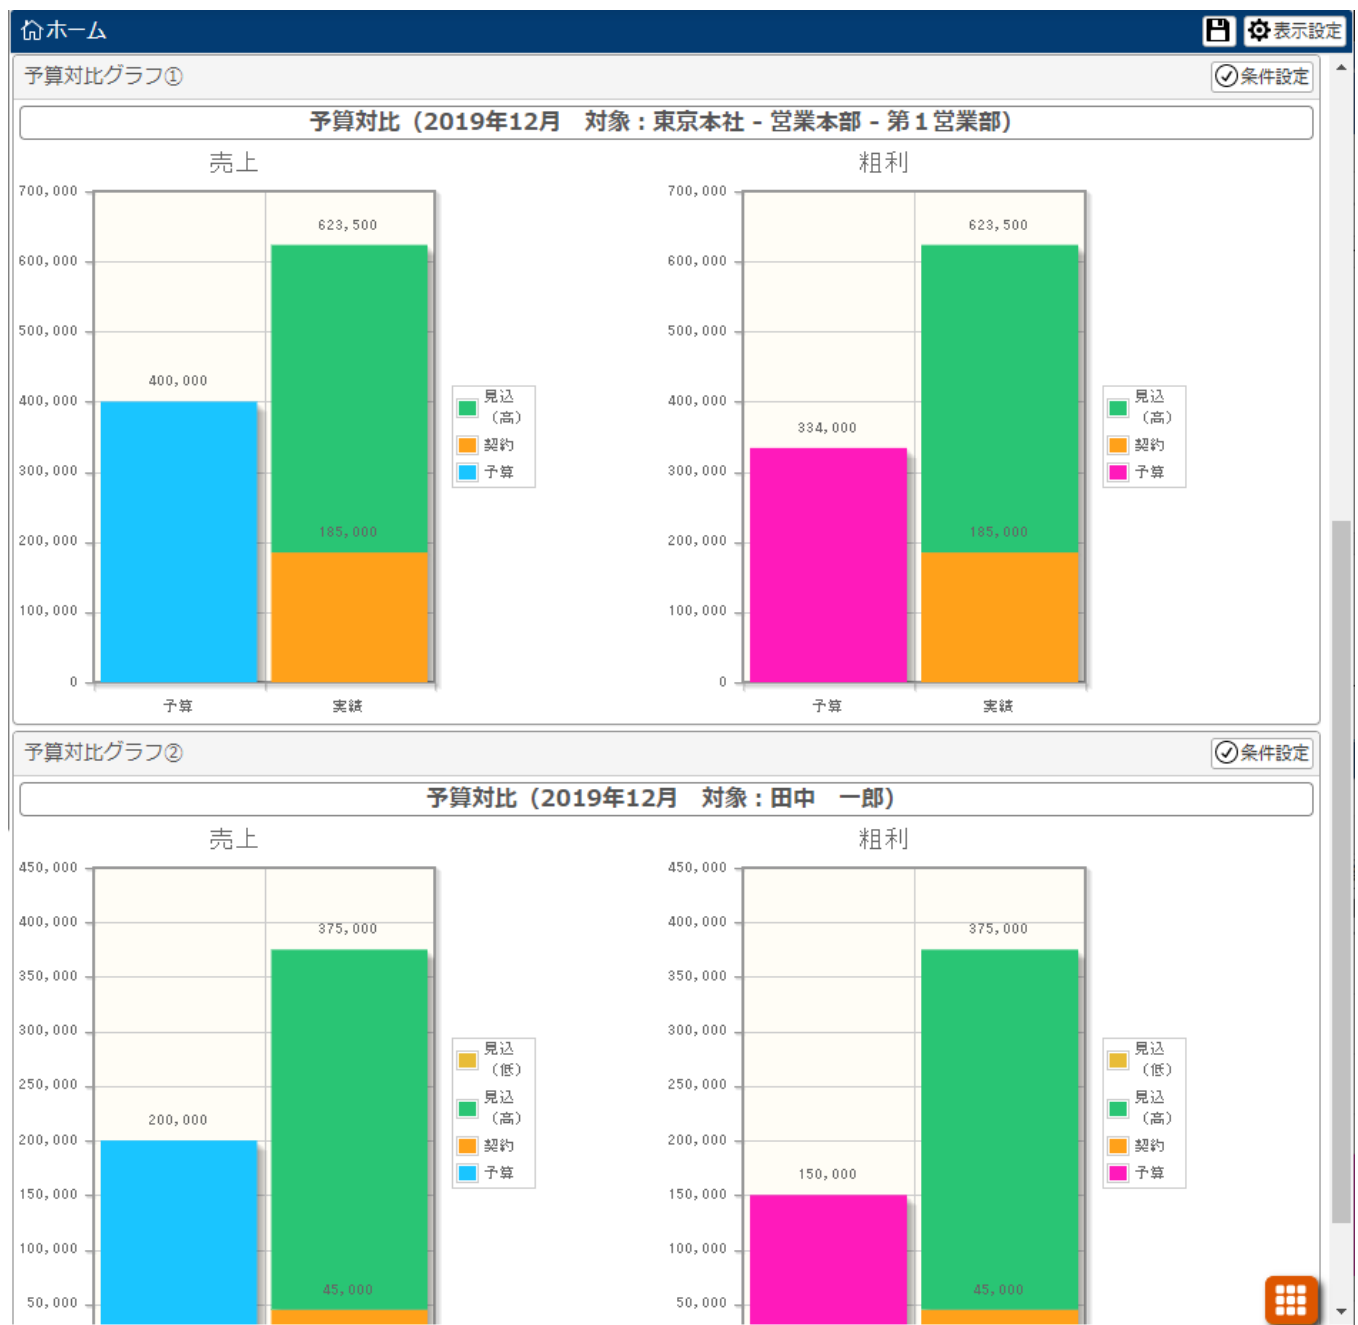 ホーム
表示設定
予算対比グラフ①
条件設定
予算対比（2019年12月　対象：東京本社 - 営業本部 - 第１営業部）
売上
700,000
600,000
500,000
400,000
300,000
200,000
100,000
0
400,000
623,500
185,000
予算
実績
見込
（高）
契約
予算
粗利
700,000
600,000
500,000
400,000
300,000
200,000
100,000
0
334,000
623,500
185,000
予算
実績
見込
（高）
契約
予算
予算対比グラフ②
条件設定
予算対比（2019年12月　対象：田中　一郎）
売上
450,000
400,000
350,000
300,000
250,000
200,000
150,000
100,000
50,000
200,000
375,000
45,000
見込
（低）
見込
（高）
契約
予算
粗利
450,000
400,000
350,000
300,000
250,000
200,000
150,000
100,000
50,000
150,000
375,000
45,000
見込
（低）
見込
（高）
契約
予算